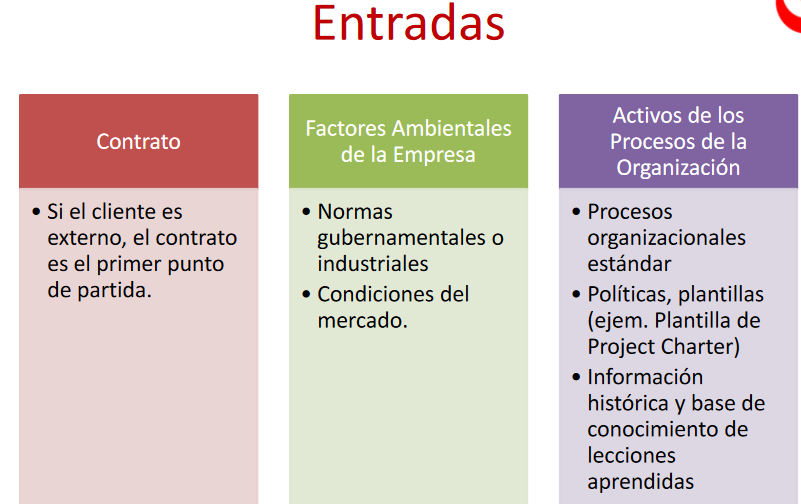 Entradas
Contrato
• Si el cliente es
externo, el contrato
es el primer punto
de partida.
Factores Ambientales
de la Empresa
• Normas
gubernamentales o
industriales
• Condiciones del
mercado.
Activos de los
Procesos de la
Organización
• Procesos
organizacionales
estándar
• Políticas, plantillas
(ejem. Plantilla de
Project Charter)
• Información
histórica y base de
conocimiento de
lecciones
aprendidas